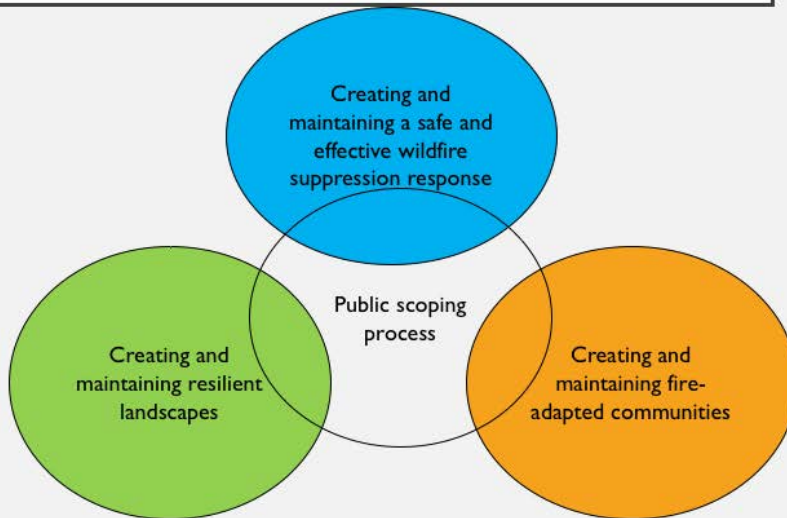 Creating and
maintaining a safe and
effective wildfire
suppression response
Public scoping
process
Creating and
maintaining resilient
landscapes
Creating and
maintaining fire-
adapted communities